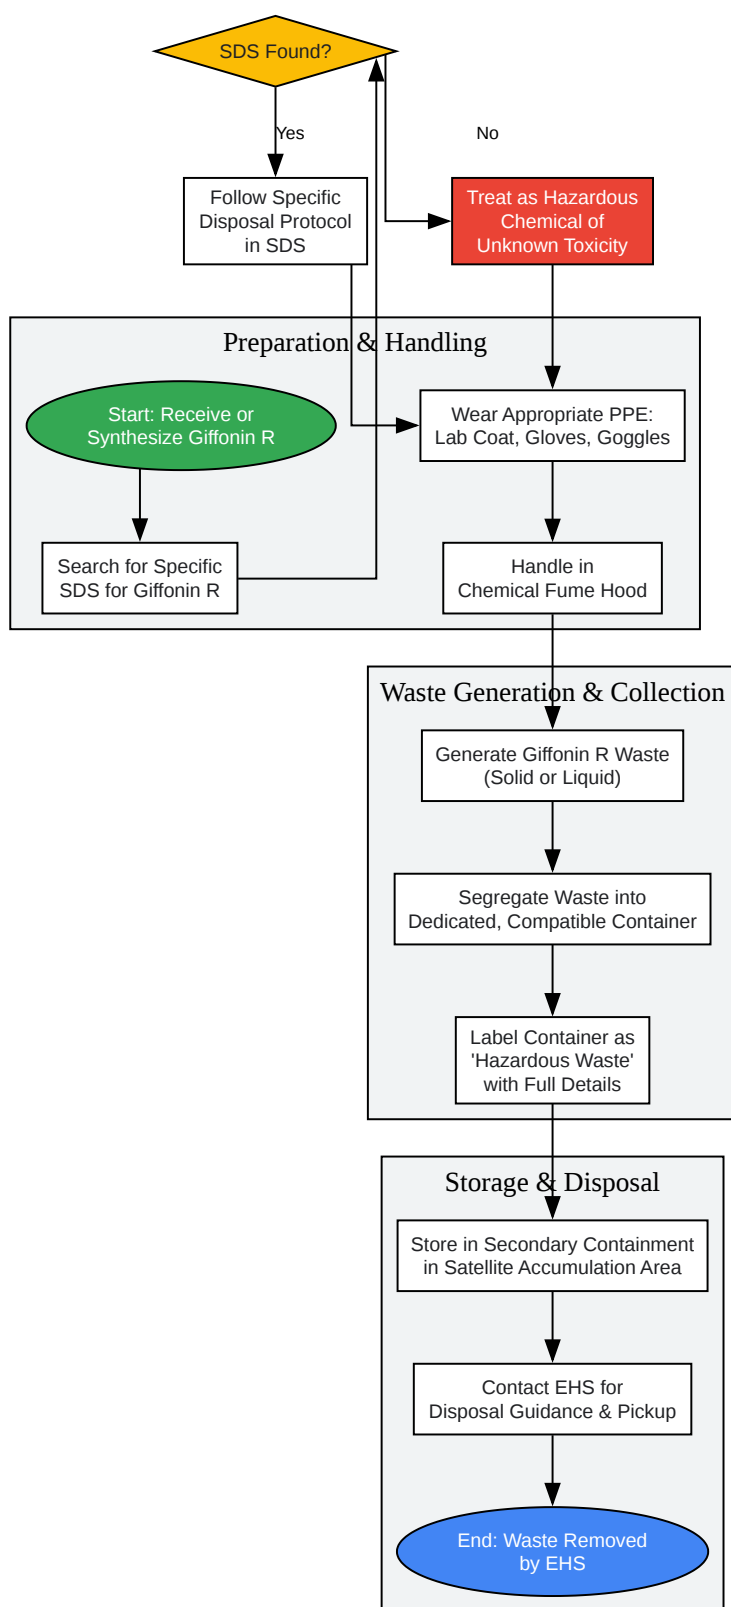 SDS Found?
Yes
No
Follow Specific
Disposal Protocol
in SDS
Treat as Hazardous
Chemical of
Unknown Toxicity
Preparation & Handling
Start: Receive or
Synthesize Giffonin R
Wear Appropriate PPE:
Lab Coat, Gloves, Goggles
Search for Specific
SDS for Giffonin R
Handle in
Chemical Fume Hood
Waste Generation & Collection
Generate Giffonin R Waste
(Solid or Liquid)
Segregate Waste into
Dedicated, Compatible Container
Label Container as
'Hazardous Waste'
with Full Details
Storage & Disposal
Store in Secondary Containment
in Satellite Accumulation Area
Contact EHS for
Disposal Guidance & Pickup
End: Waste Removed
by EHS